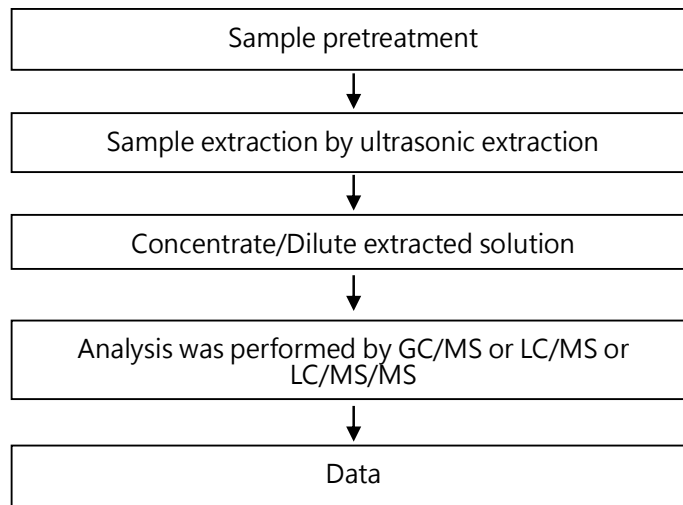 Sample pretreatment
Sample extraction by ultrasonic extraction
Concentrate/Dilute extracted solution
Analysis was performed by GC/MS or LC/MS or
LC/MS/MS
Data